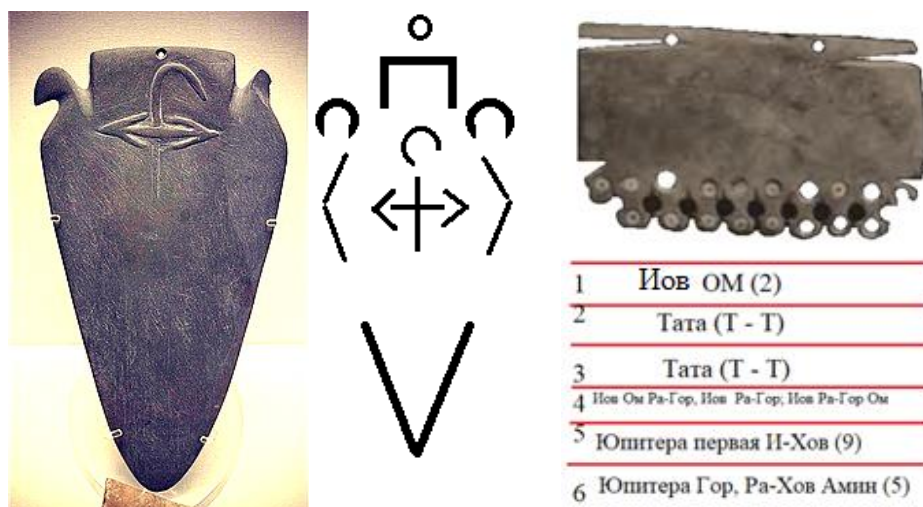 1 Иов ОМ (2)
2 Тата (Т - Т)
3 Тата (Т - Т)
4 Иов Ом Ра-Гор, Иов Ра-Гор; Иов Ра-Гор Ом
5 Юпитера первая И-Хов (9)
6 Юпитера Гор, Ра-Хов Амин (5)